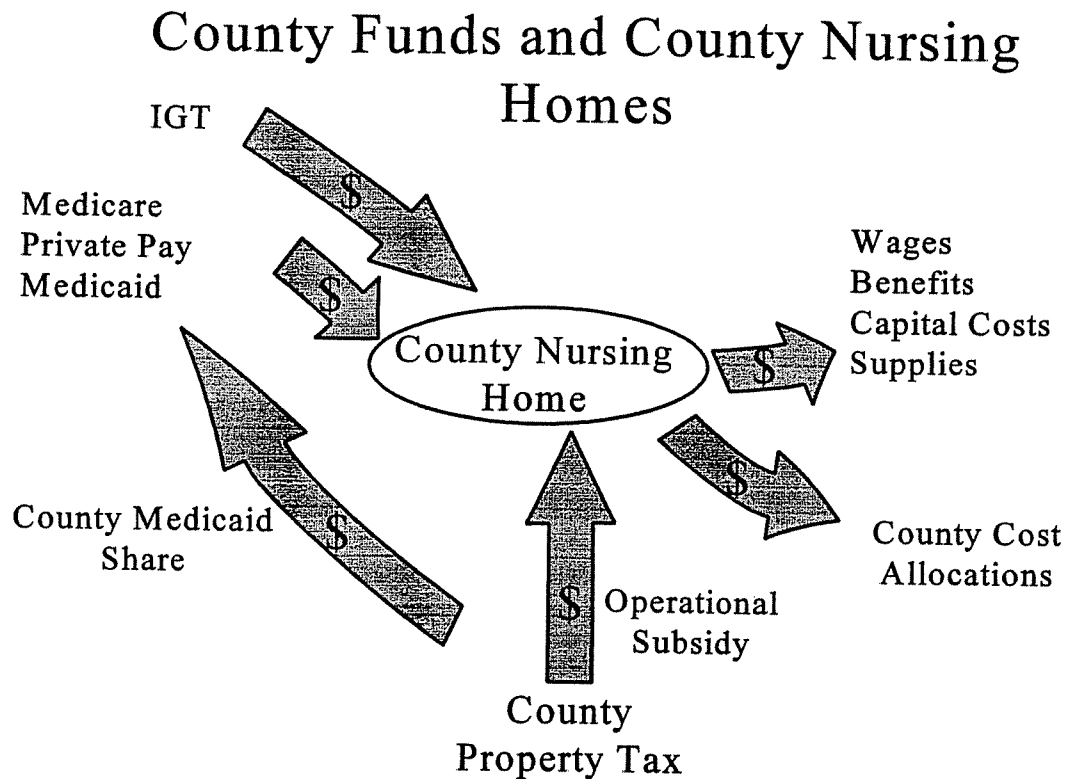 County Funds and County Nursing
Homes
IGT
$
Medicare
Private Pay
Medicaid
$
Wages
Benefits
Capital Costs
Supplies
$
County Nursing
Home
$
County Cost
Allocations
County Medicaid
Share
$
$
Operational
Subsidy
County
Property Tax